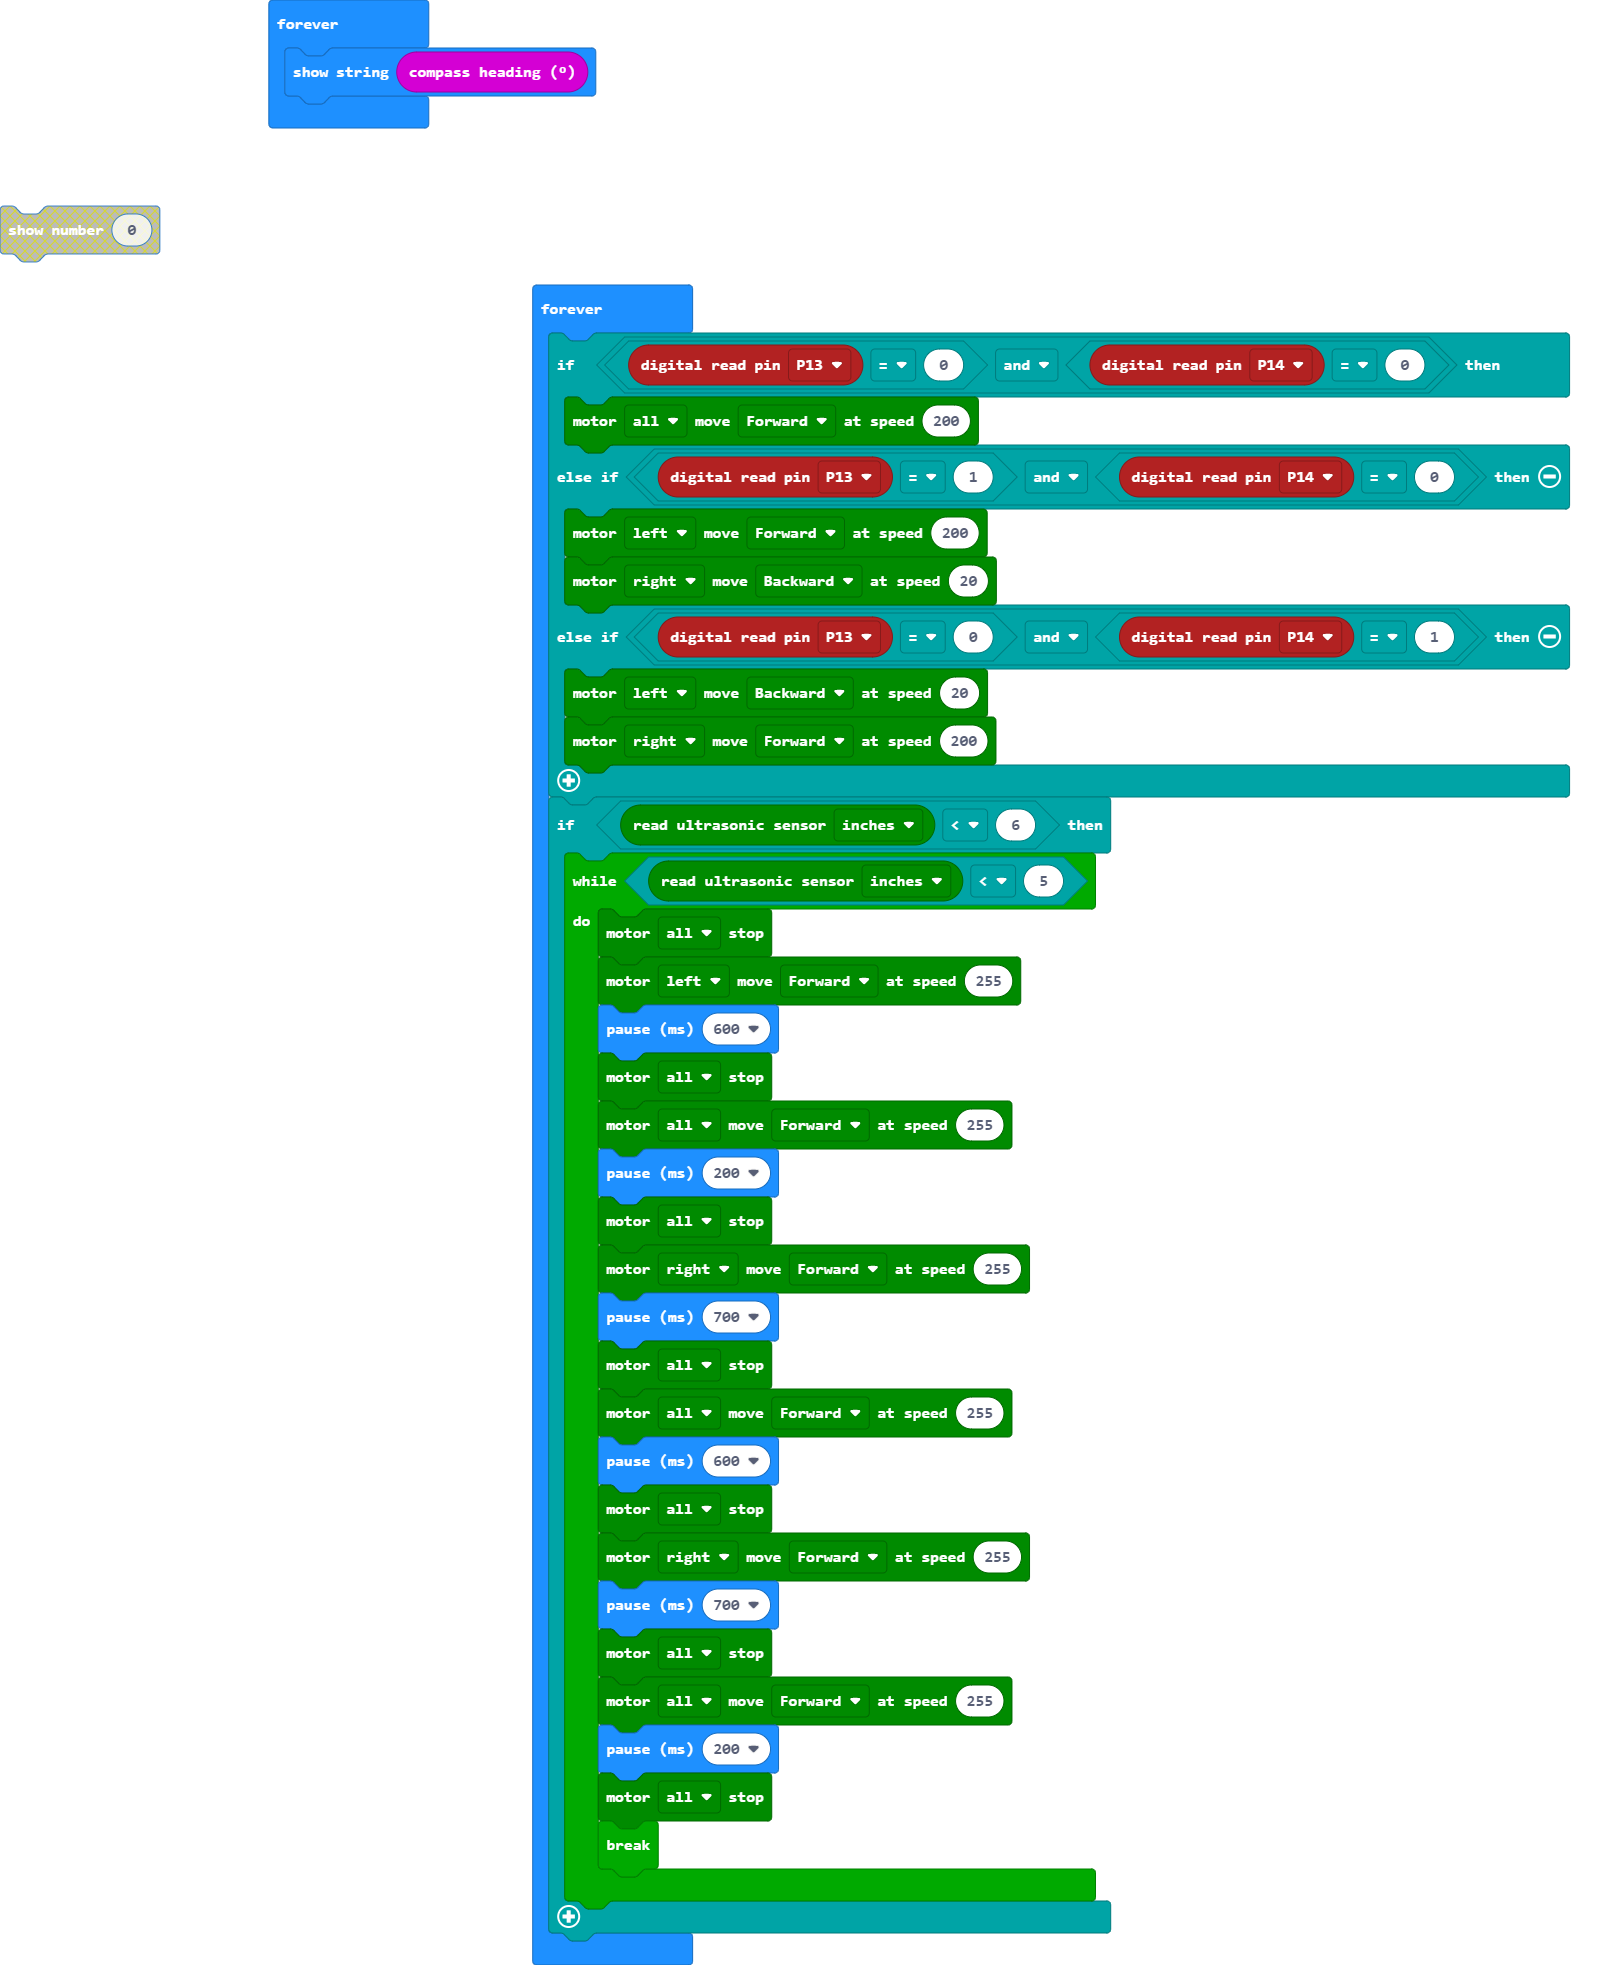 forever
show string compass heading (º)
show number 0
forever
if digital read pin P13 = 0 and digital read pin P14 = 0 then
motor all move Forward at speed 200
else if digital read pin P13 = 1 and digital read pin P14 = 0 then
motor left move Forward at speed 200
motor right move Backward at speed 20
else if digital read pin P13 = 0 and digital read pin P14 = 1 then
motor left move Backward at speed 20
motor right move Forward at speed 200
if read ultrasonic sensor inches < 6 then
while read ultrasonic sensor inches < 5
do motor all stop
motor left move Forward at speed 255
pause (ms) 600
motor all stop
motor all move Forward at speed 255
pause (ms) 200
motor all stop
motor right move Forward at speed 255
pause (ms) 700
motor all stop
motor all move Forward at speed 255
pause (ms) 600
motor all stop
motor right move Forward at speed 255
pause (ms) 700
motor all stop
motor all move Forward at speed 255
pause (ms) 200
motor all stop
break